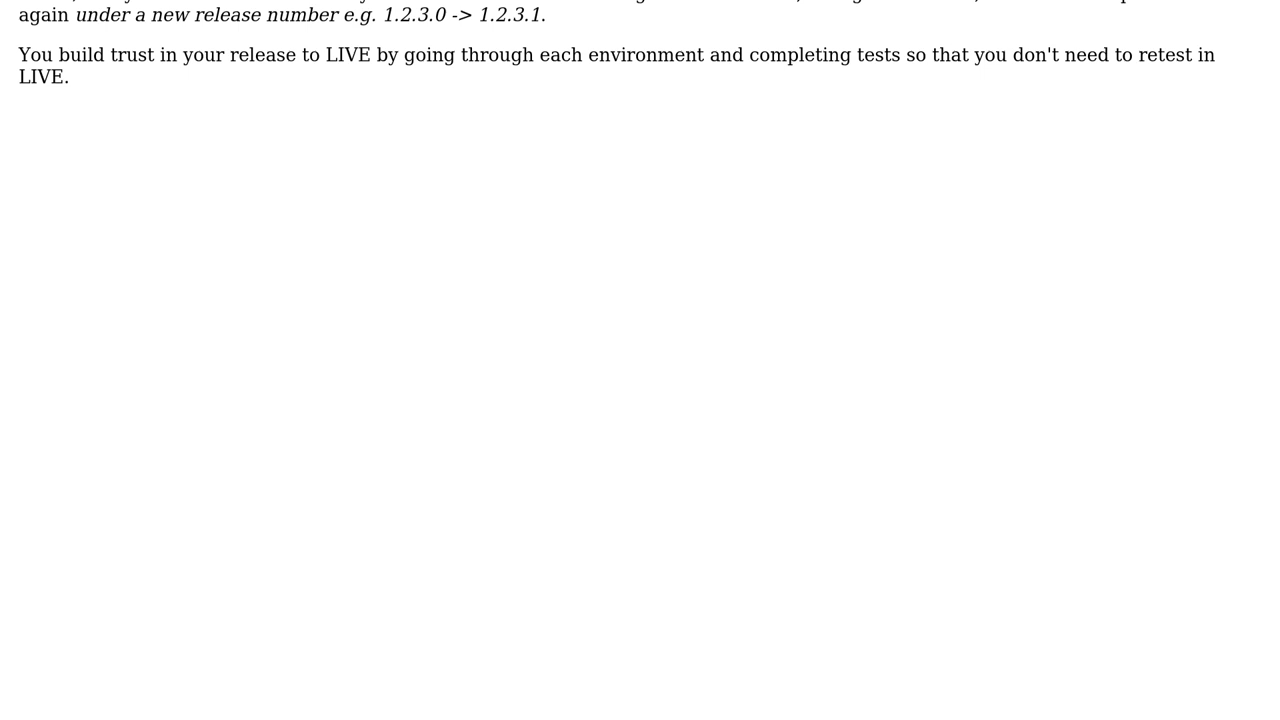 again under a new release number e.g. 1.2.3.0 -> 1.2.3.1.
You build trust in your release to LIVE by going through each environment and completing tests so that you don't need to retest in
LIVE.